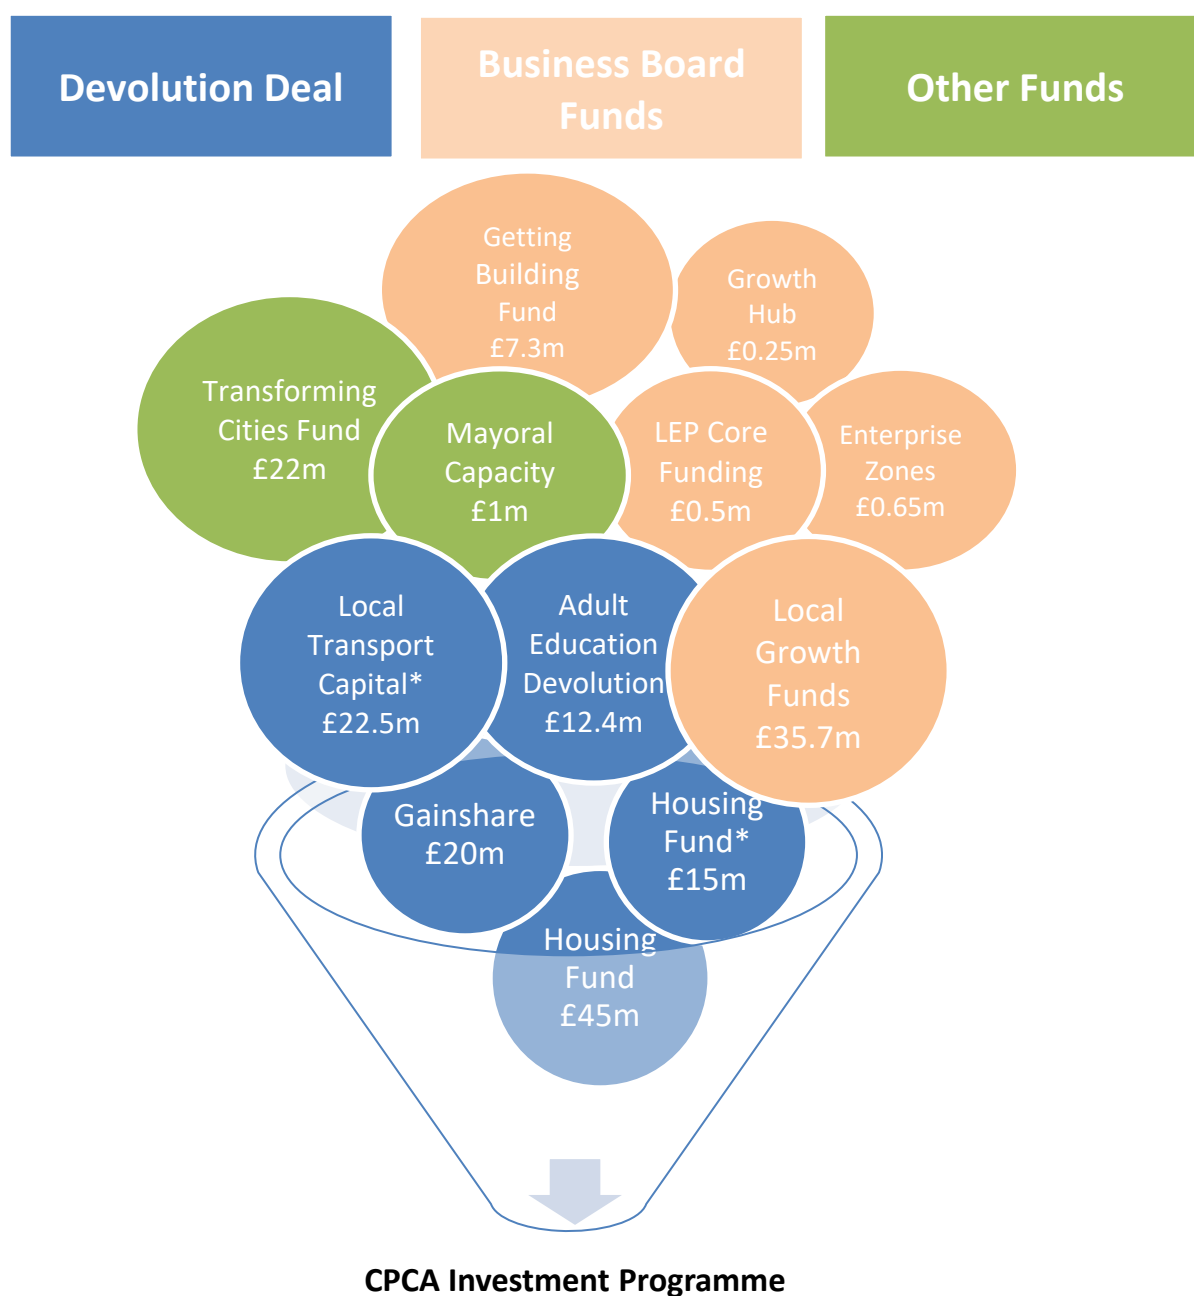 Devolution Deal
Business Board
Funds
Other Funds
Getting
Building
Fund
£7.3m
Growth
Hub
£0.25m
Transforming
Cities Fund
£22m
Mayoral
Capacity
£1m
LEP Core
Funding
£0.5m
Enterprise
Zones
£0.65m
Local
Transport
Capital*
£22.5m
Adult
Education
Devolution
£12.4m
Local
Growth
Funds
£35.7m
Gainshare
£20m
Housing
Fund*
£15m
Housing
Fund
£45m
CPCA Investment Programme